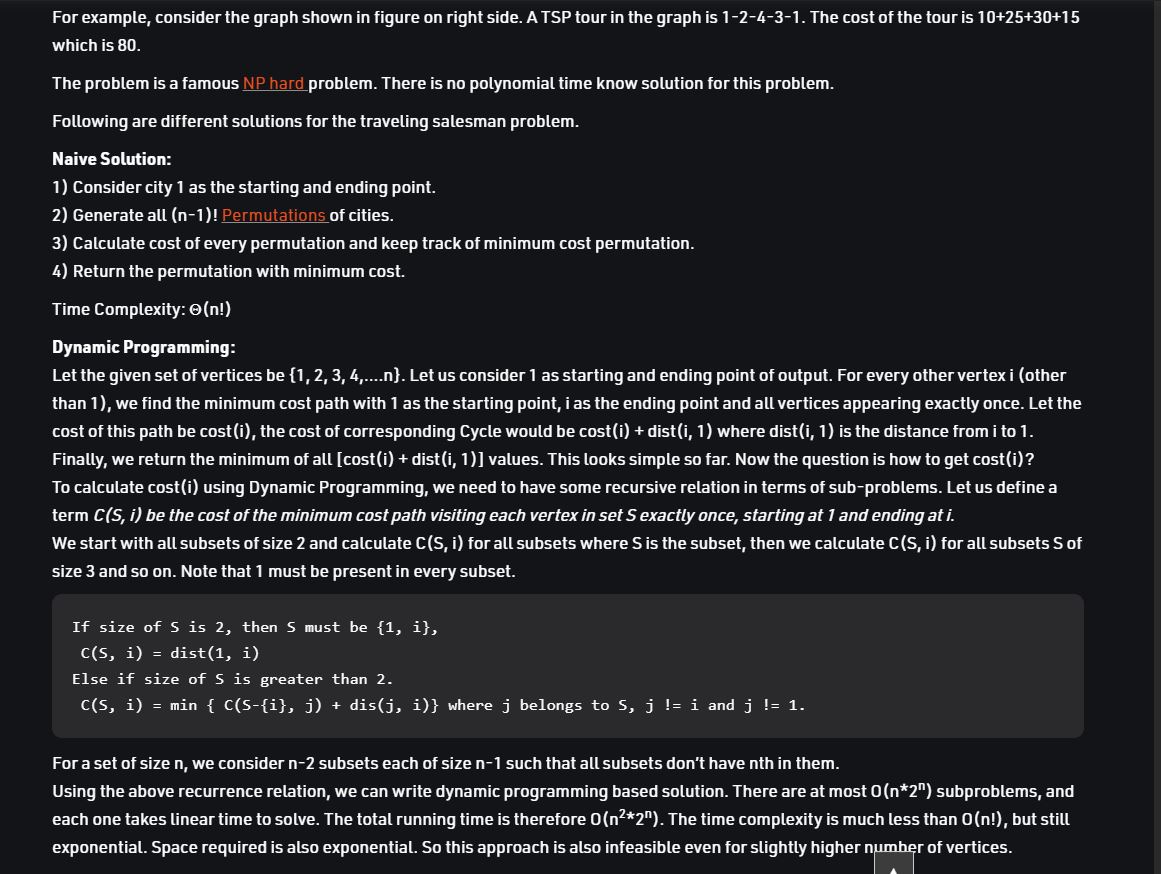 For example, consider the graph shown in figure on right side. A TSP tour in the graph is 1-2-4-3-1. The cost of the tour is 10+25+30+15
which is 80.
The problem is a famous NP hard problem. There is no polynomial time know solution for this problem.
Following are different solutions for the traveling salesman problem.
Naive Solution:
1) Consider city 1 as the starting and ending point.
2) Generate all (n-1)! Permutations of cities.
3) Calculate cost of every permutation and keep track of minimum cost permutation.
4) Return the permutation with minimum cost.
Time Complexity: Θ(n!)
Dynamic Programming:
Let the given set of vertices be {1, 2, 3, 4,....n}. Let us consider 1 as starting and ending point of output. For every other vertex i (other
than 1), we find the minimum cost path with 1 as the starting point, i as the ending point and all vertices appearing exactly once. Let the
cost of this path be cost(i), the cost of corresponding Cycle would be cost(i) + dist(i, 1) where dist(i, 1) is the distance from i to 1.
Finally, we return the minimum of all [cost(i) + dist(i, 1)] values. This looks simple so far. Now the question is how to get cost(i)?
To calculate cost(i) using Dynamic Programming, we need to have some recursive relation in terms of sub-problems. Let us define a
term C(S, i) be the cost of the minimum cost path visiting each vertex in set S exactly once, starting at 1 and ending at i.
We start with all subsets of size 2 and calculate C(S, i) for all subsets where S is the subset, then we calculate C(S, i) for all subsets S of
size 3 and so on. Note that 1 must be present in every subset.
If size of S is 2, then S must be {1, i},
C(S, i) = dist(1, i)
Else if size of S is greater than 2.
C(S, i) = min { C(S-{i}, j) + dis(j, i)} where j belongs to S, j != i and j != 1.
For a set of size n, we consider n-2 subsets each of size n-1 such that all subsets don't have nth in them.
Using the above recurrence relation, we can write dynamic programming based solution. There are at most O(n*2ⁿ) subproblems, and
each one takes linear time to solve. The total running time is therefore O(n²*2ⁿ). The time complexity is much less than O(n!), but still
exponential. Space required is also exponential. So this approach is also infeasible even for slightly higher number of vertices.